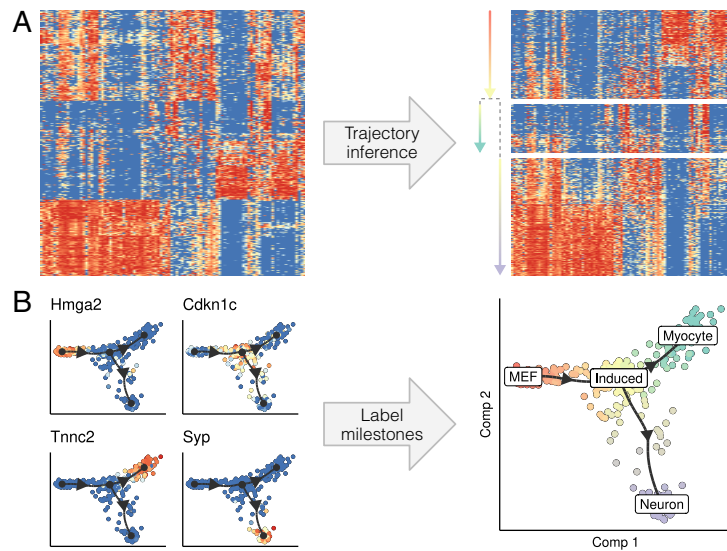 A
Trajectory
inference
B
Hmga2
Cdkn1c
Tnnc2
Syp
Label
milestones
Comp 2
Myocyte
MEF
Induced
Neuron
Comp 1